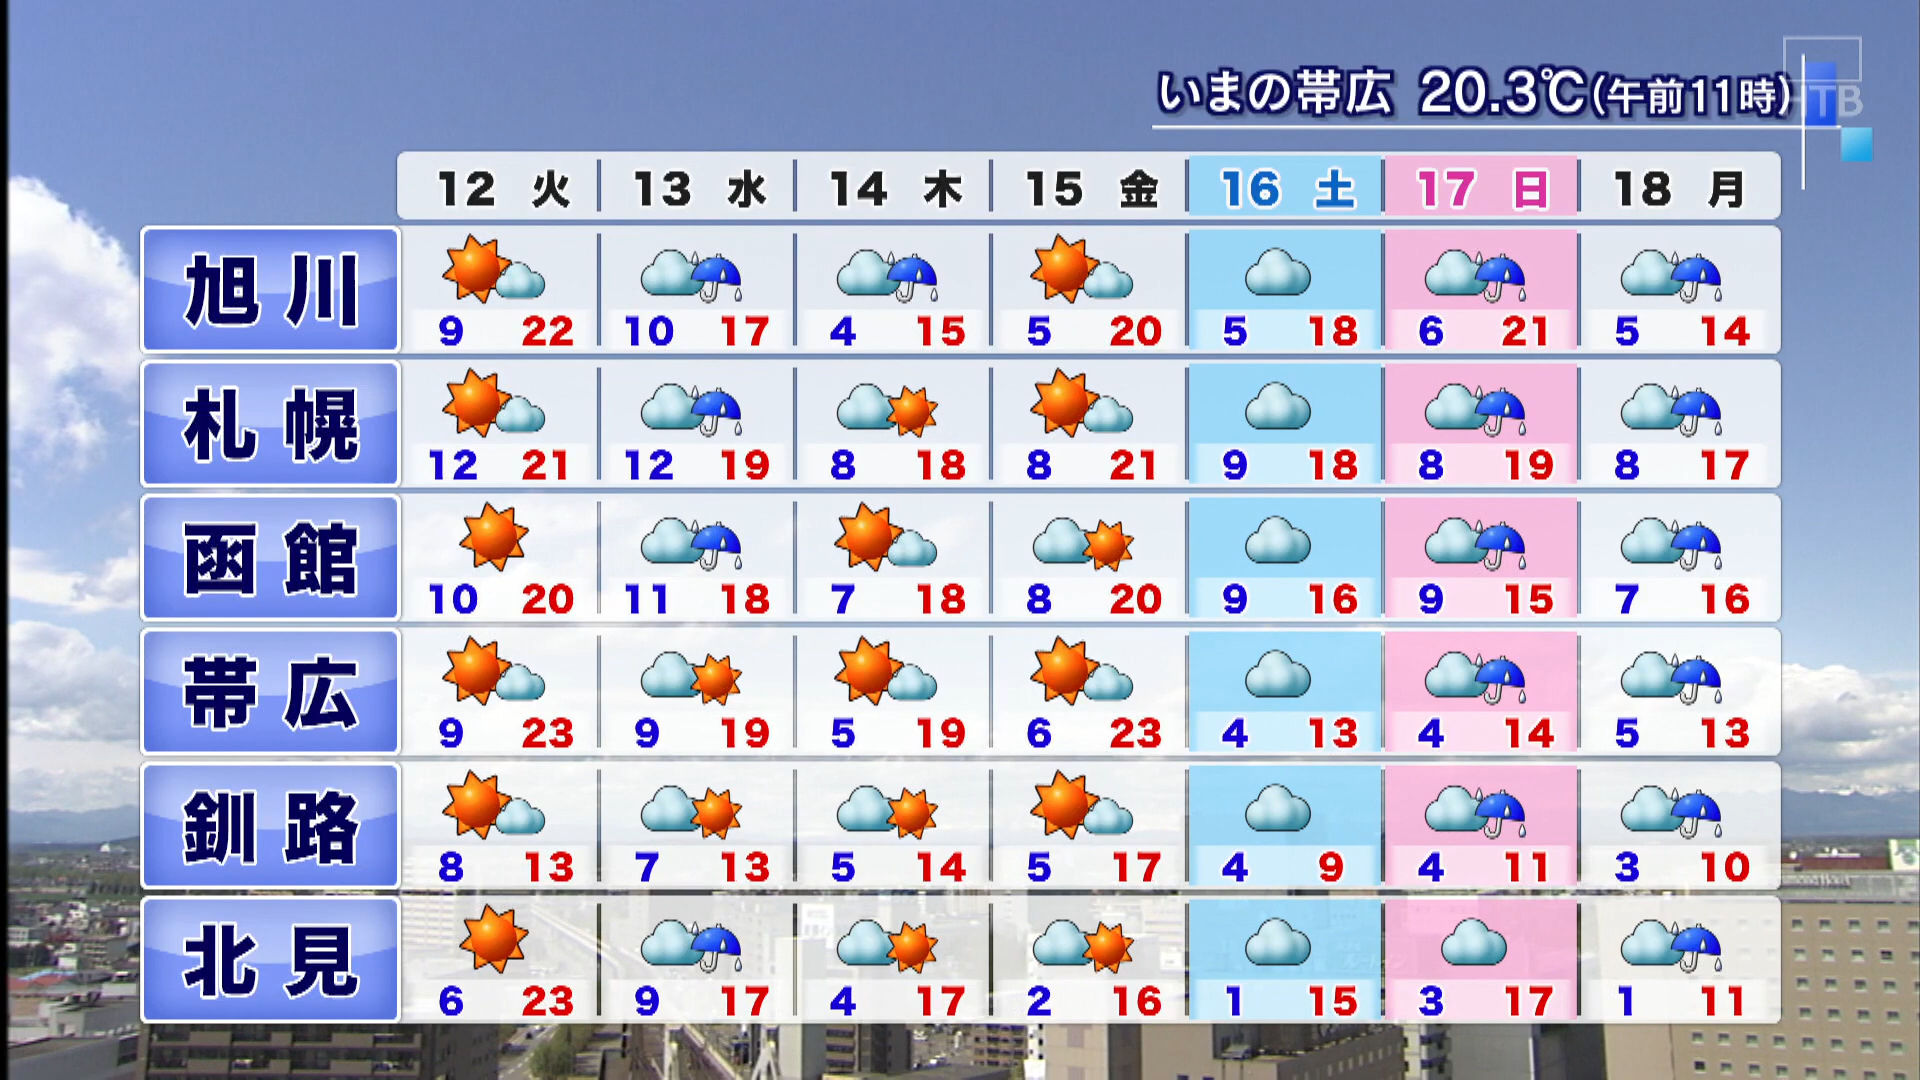 いまの帯広 20.3℃(午前11時)
HTB
12 火 13 水 14 木 15 金 16 土 17 日 18 月
旭川 9 22 10 17 4 15 5 20 5 18 6 21 5 14
札幌 12 21 12 19 8 18 8 21 9 18 8 19 8 17
函館 10 20 11 18 7 18 8 20 9 16 9 15 7 16
帯広 9 23 9 19 5 19 6 23 4 13 4 14 5 13
釧路 8 13 7 13 5 14 5 17 4 9 4 11 3 10
北見 6 23 9 17 4 17 2 16 1 15 3 17 1 11